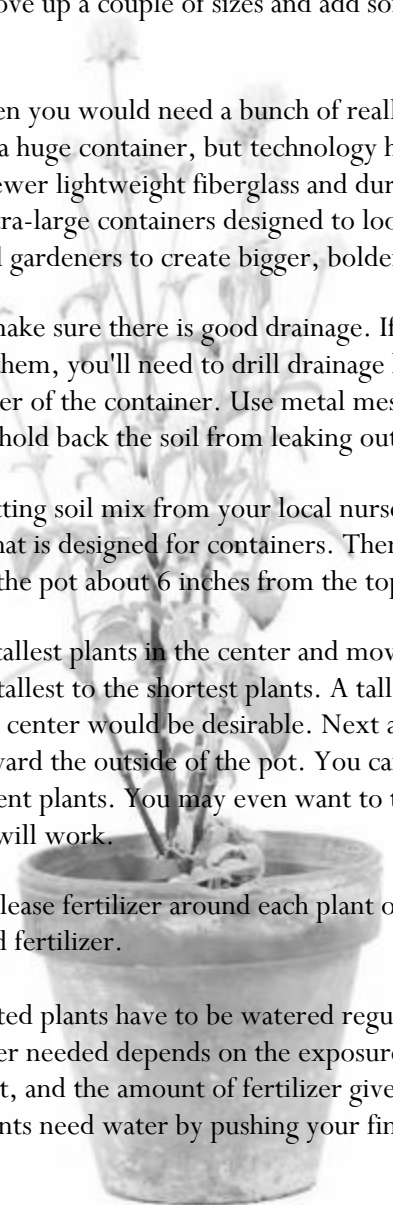 ove up a couple of sizes and add so
en you would need a bunch of reall
a huge container, but technology h
ewer lightweight fiberglass and dur
tra-large containers designed to loo
l gardeners to create bigger, bolder
make sure there is good drainage. If
them, you'll need to drill drainage
er of the container. Use metal mes
hold back the soil from leaking out
tting soil mix from your local nurse
hat is designed for containers. Ther
the pot about 6 inches from the top
tallest plants in the center and mov
tallest to the shortest plants. A tall
center would be desirable. Next a
ward the outside of the pot. You ca
ent plants. You may even want to t
will work.
lease fertilizer around each plant o
d fertilizer.
ted plants have to be watered regu
er needed depends on the exposure
t, and the amount of fertilizer give
nts need water by pushing your fin